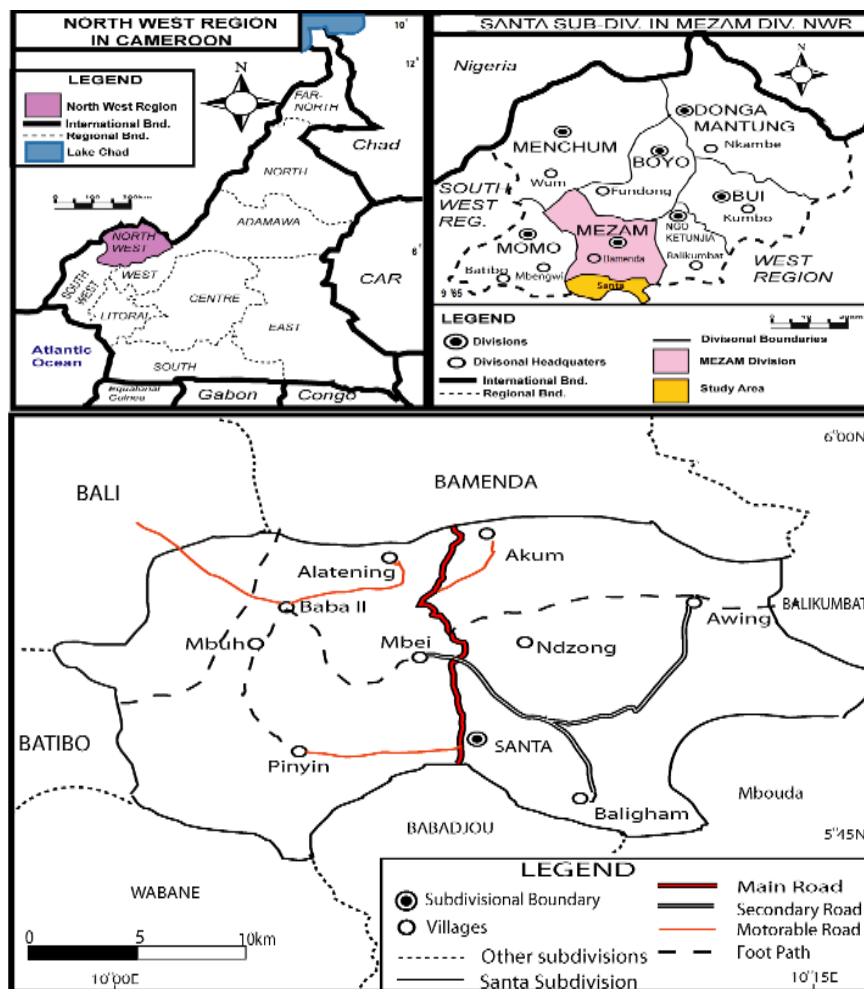 NORTH WEST REGION
IN CAMEROON
10°
12°
LEGEND
North West Region
International Bnd.
Regional Bnd.
Lake Chad
N
FAR-
NORTH
Chad
NORTH
ADAMAWA
NORTH
WEST
6°
SOUTH
WEST
WEST
CENTRE
CAR
LITORAL
EAST
Atlantic
Ocean
SOUTH
Equatorial
Guinea
Gabon
Congo
SANTA SUB-DIV. IN MEZAM DIV. NWR
Nigeria
N
DONGA
MANTUNG
MENCHUM
BOYO
Nkambe
Wum
Fundong
SOUTH
WEST
REG.
BUI
Kumbo
MEZAM
NGO
KETUNJIA
MOMO
Bamenda
Balikumbat
WEST
REGION
Batibo
Mbengwi
Santa
LEGEND
Divisions
Divisonal Headquaters
International Bnd.
Regional Bnd.
Divisonal Boundaries
MEZAM Division
Study Area
6°00N
BALI
BAMENDA
Akum
Alatening
Baba II
BALIKUMBAT
Awing
Mbuh
Mbei
Ndzong
BATIBO
SANTA
Pinyin
Mbouda
Baligham
BABADJOU
5°45N
WABANE
LEGEND
Subdivisional Boundary
Villages
Other subdivisions
Santa Subdivision
Main Road
Secondary Road
Motorable Road
Foot Path
0 5 10km
10°00E
10°15E